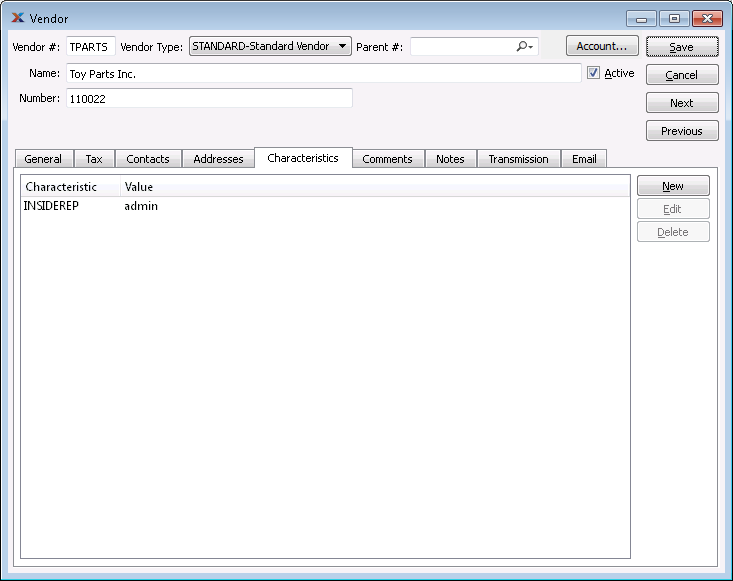 Vendor
Vendor #: TPARTS Vendor Type: STANDARD-Standard Vendor Parent #: Account... Save
Name: Toy Parts Inc. Active Cancel
Number: 110022 Next
Previous
General Tax Contacts Addresses Characteristics Comments Notes Transmission Email
Characteristic Value New
INSIDEREP admin Edit
Delete